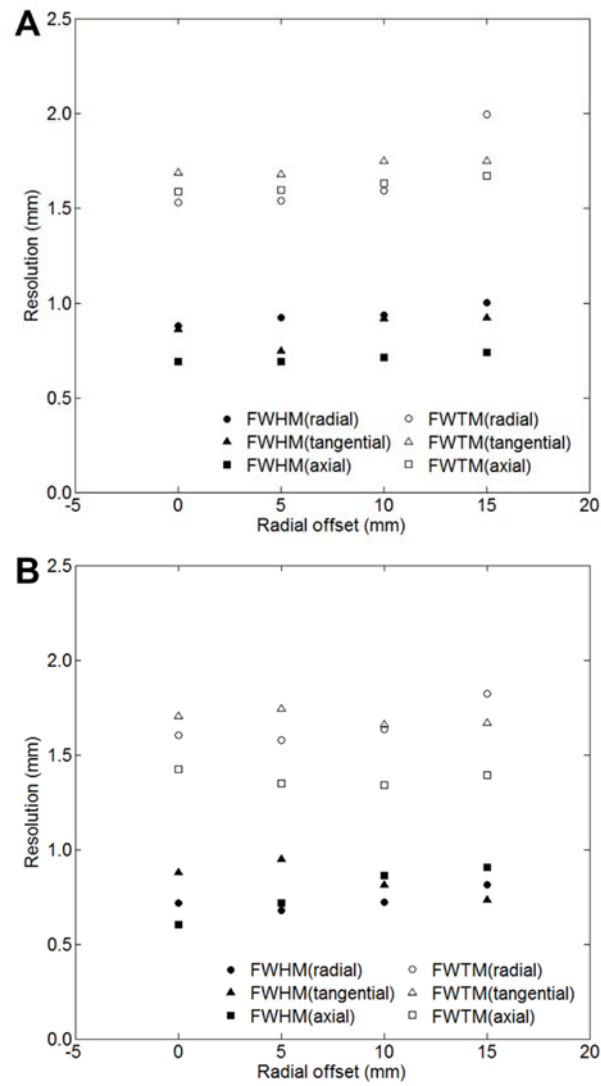 A
2.5
2.0
1.5
1.0
0.5
0.0
Resolution (mm)
FWHM(radial) FWTM(radial)
FWHM(tangential) FWTM(tangential)
FWHM(axial) FWTM(axial)
-5 0 5 10 15 20
Radial offset (mm)
B
2.5
2.0
1.5
1.0
0.5
0.0
Resolution (mm)
FWHM(radial) FWTM(radial)
FWHM(tangential) FWTM(tangential)
FWHM(axial) FWTM(axial)
-5 0 5 10 15 20
Radial offset (mm)